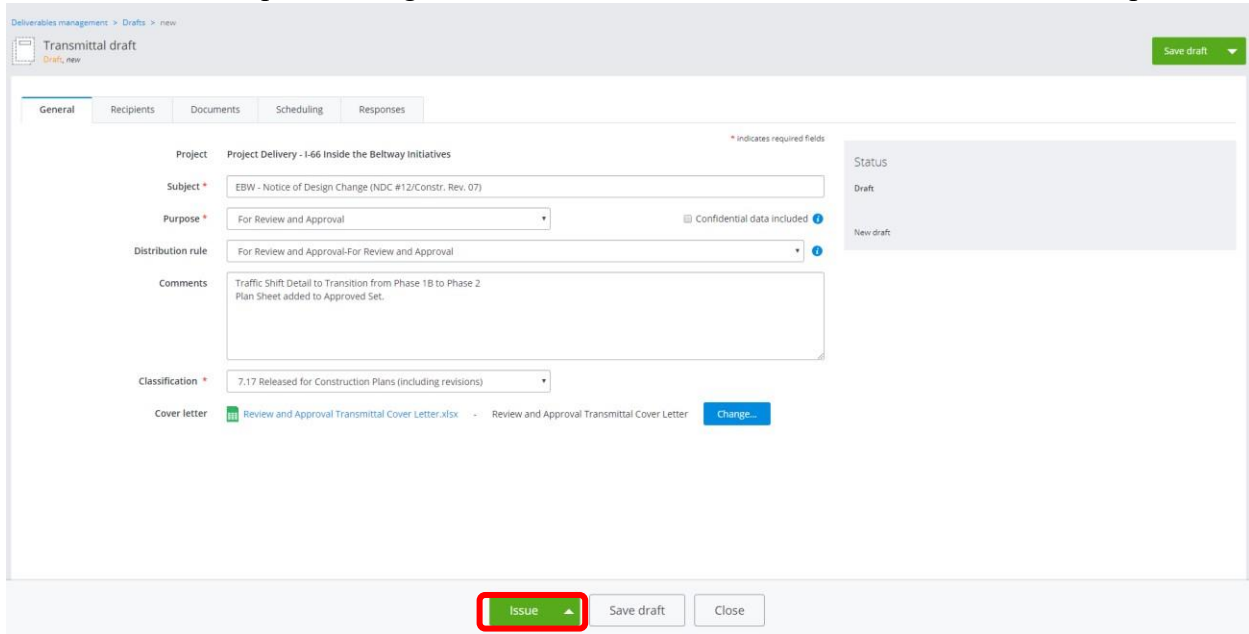 Deliverables management > Drafts > new
Transmittal draft
Draft, new
Save draft
General Recipients Documents Scheduling Responses
* indicates required fields
Project Project Delivery - I-66 Inside the Beltway Initiatives
Subject * EBW - Notice of Design Change (NDC #12/Constr. Rev. 07)
Purpose * For Review and Approval Confidential data included
Distribution rule For Review and Approval-For Review and Approval
Comments Traffic Shift Detail to Transition from Phase 1B to Phase 2
Plan Sheet added to Approved Set.
Classification * 7.17 Released for Construction Plans (including revisions)
Cover letter Review and Approval Transmittal Cover Letter.xlsx - Review and Approval Transmittal Cover Letter Change...
Status
Draft
New draft
Issue Save draft Close